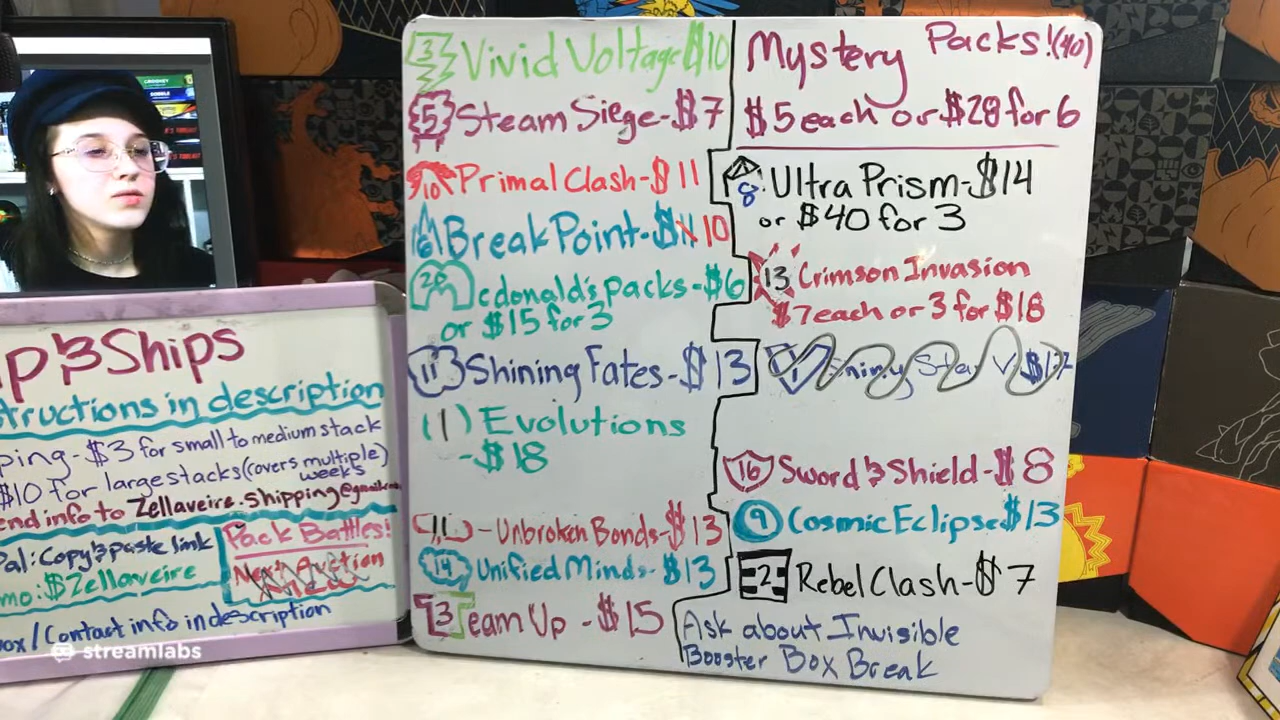 3 Vivid Voltage $10
5 Steam Siege-$7
10 Primal Clash-$11
16 BreakPoint-$11 10
20 Mcdonald's packs-$6
or $15 for 3
11 Shining Fates-$13
(1) Evolutions
-$18
11 -Unbroken Bonds-$13
14 Unified Minds-$13
3 Team Up -$15
Mystery Packs!(40)
$5 each or $28 for 6
8 Ultra Prism-$14
or $40 for 3
13 Crimson Invasion
$7 each or 3 for $18
1 Shiny Star V
16 Sword & Shield-$8
9 Cosmic Eclipse $13
2 Rebel Clash-$7
Ask about Invisible
Booster Box Break
p & Ships
tructions in description
ping-$3 for small to medium stack
$10 for large stacks (covers multiple)
weeks
end info to Zellaveire.shipping@gmail.co
Pal: Copy & paste link
mo: $Zellaveire
Pack Battles!
Next Auction
ox/Contact info in description
streamlabs